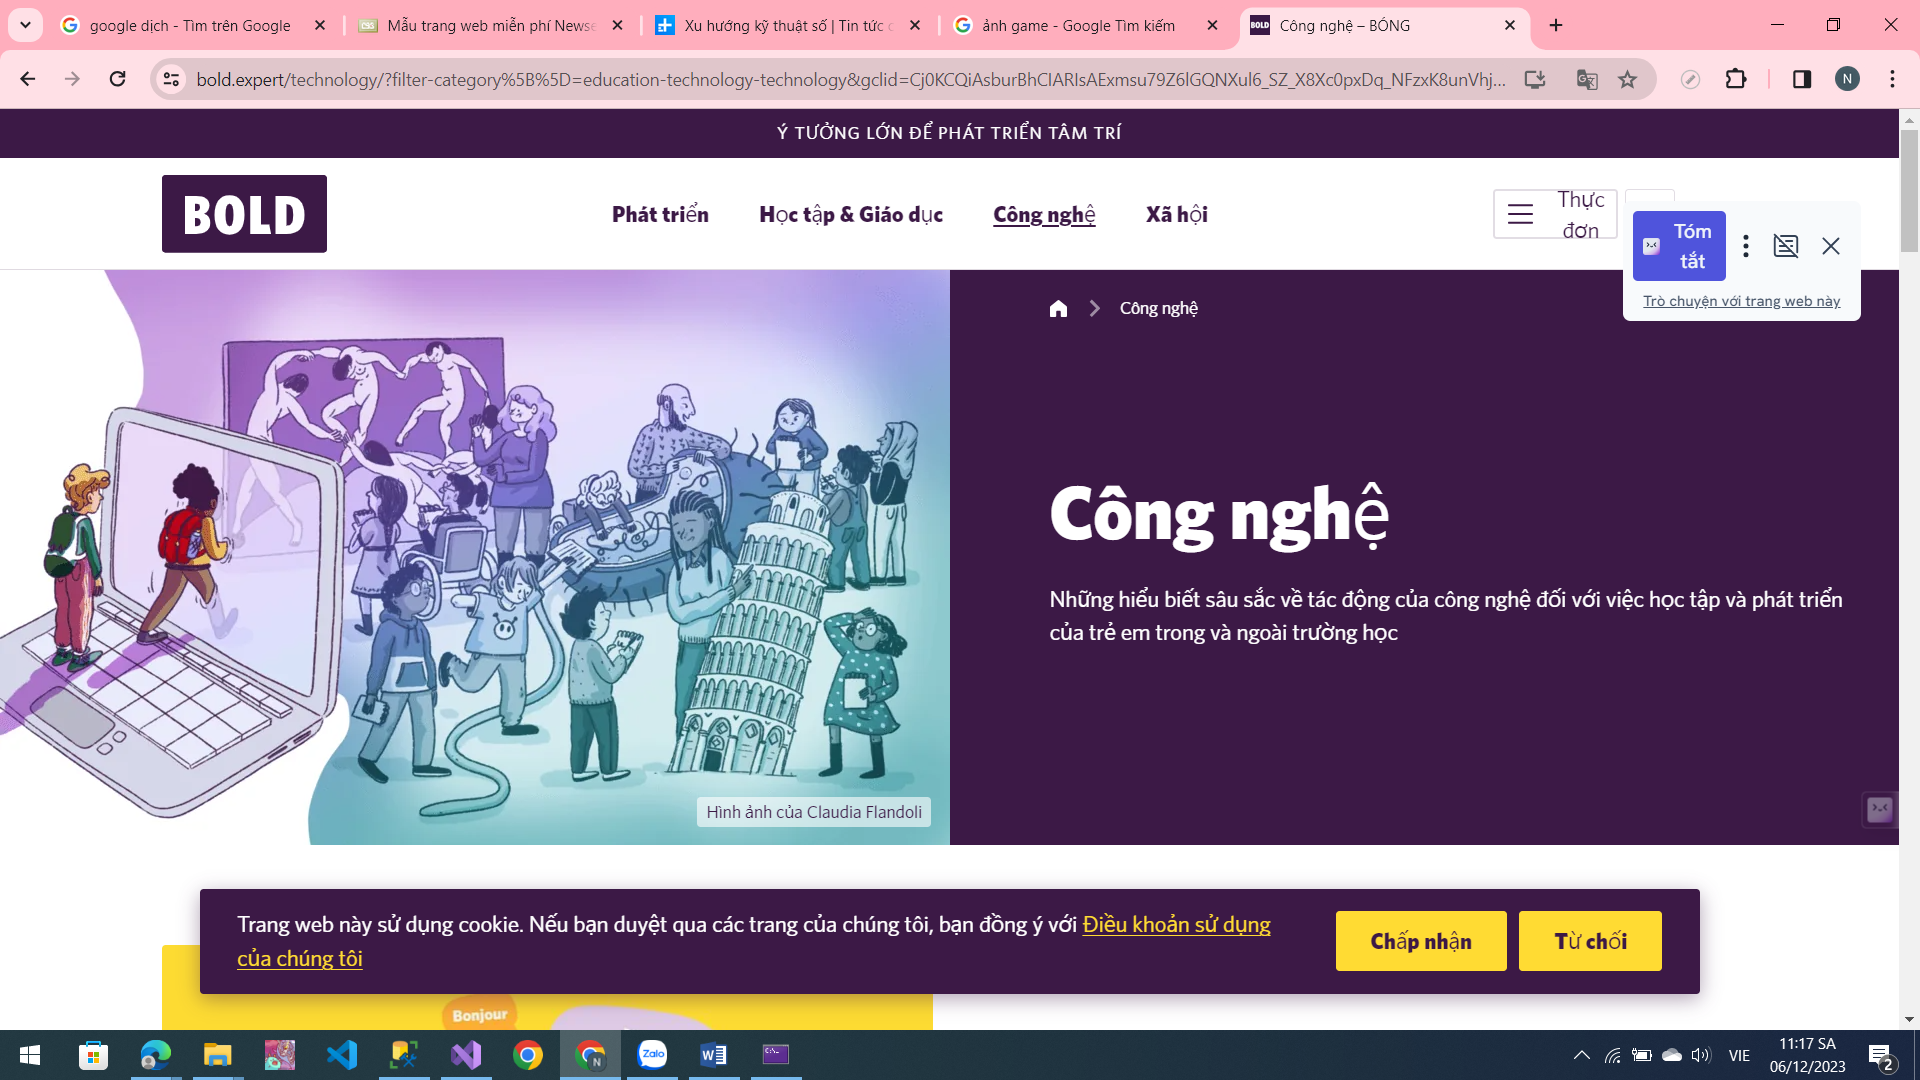 google dịch - Tìm trên Google
Mẫu trang web miễn phí Newse
Xu hướng kỹ thuật số | Tin tức c
ảnh game - Google Tìm kiếm
BOLD
Công nghệ – BÓNG
bold.expert/technology/?filter-category%5B%5D=education-technology-technology&gclid=Cj0KCQiAsburBhCIARIsAExmsu79Z6lGQNXul6_SZ_X8Xc0pxDq_NFzxK8unVhj...
N
Ý TƯỞNG LỚN ĐỂ PHÁT TRIỂN TÂM TRÍ
BOLD
Phát triển
Học tập & Giáo dục
Công nghệ
Xã hội
Thực
đơn
Tóm
tắt
Trò chuyện với trang web này
Công nghệ
Công nghệ
Những hiểu biết sâu sắc về tác động của công nghệ đối với việc học tập và phát triển
của trẻ em trong và ngoài trường học
Hình ảnh của Claudia Flandoli
Trang web này sử dụng cookie. Nếu bạn duyệt qua các trang của chúng tôi, bạn đồng ý với Điều khoản sử dụng
của chúng tôi
Chấp nhận
Từ chối
Bonjour
N
Zalo
VIE
11:17 SA
06/12/2023
2